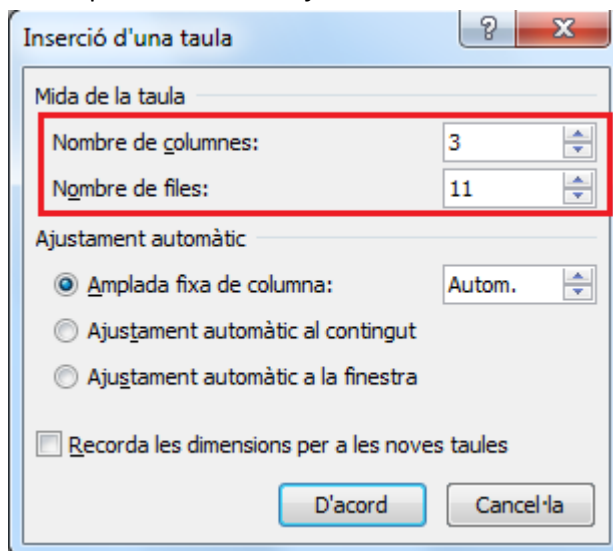 Inserció d'una taula
Mida de la taula
Nombre de columnes: 3
Nombre de files: 11
Ajustament automàtic
Amplada fixa de columna: Autom.
Ajustament automàtic al contingut
Ajustament automàtic a la finestra
Recorda les dimensions per a les noves taules
D'acord Cancel·la